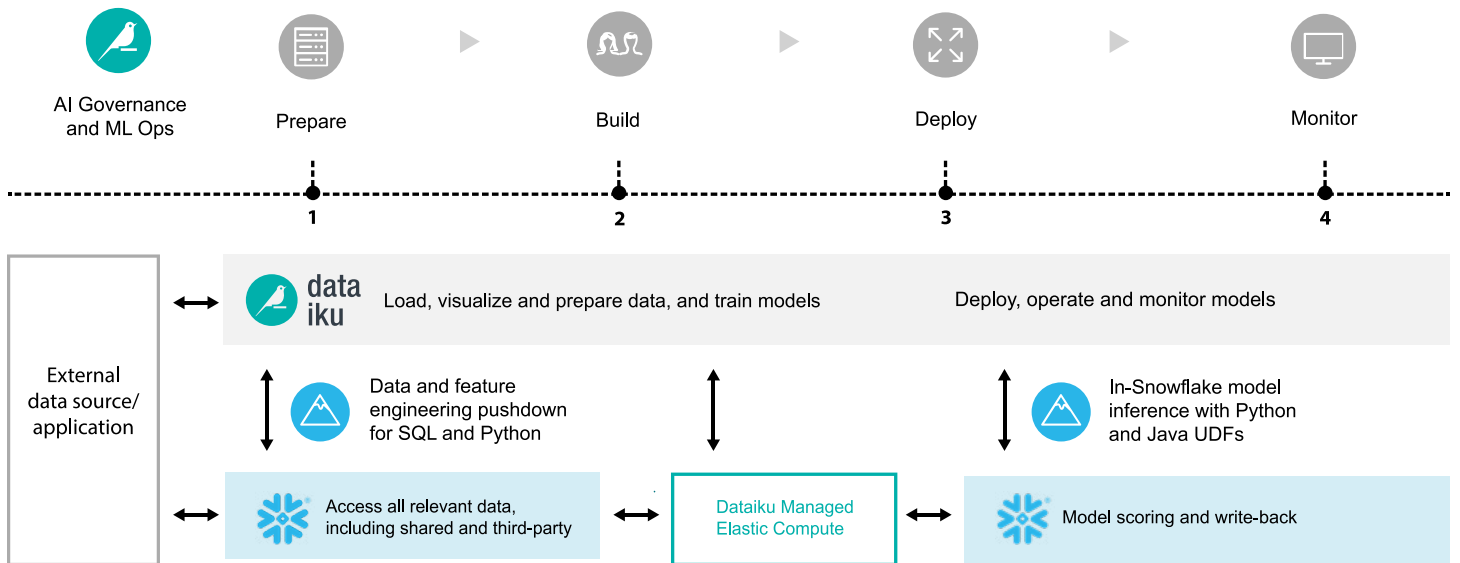 AI Governance
and ML Ops
Prepare
Build
Deploy
Monitor
1
2
3
4
External
data source/
application
data
iku
Load, visualize and prepare data, and train models
Deploy, operate and monitor models
Data and feature
engineering pushdown
for SQL and Python
In-Snowflake model
inference with Python
and Java UDFs
Access all relevant data,
including shared and third-party
Dataiku Managed
Elastic Compute
Model scoring and write-back